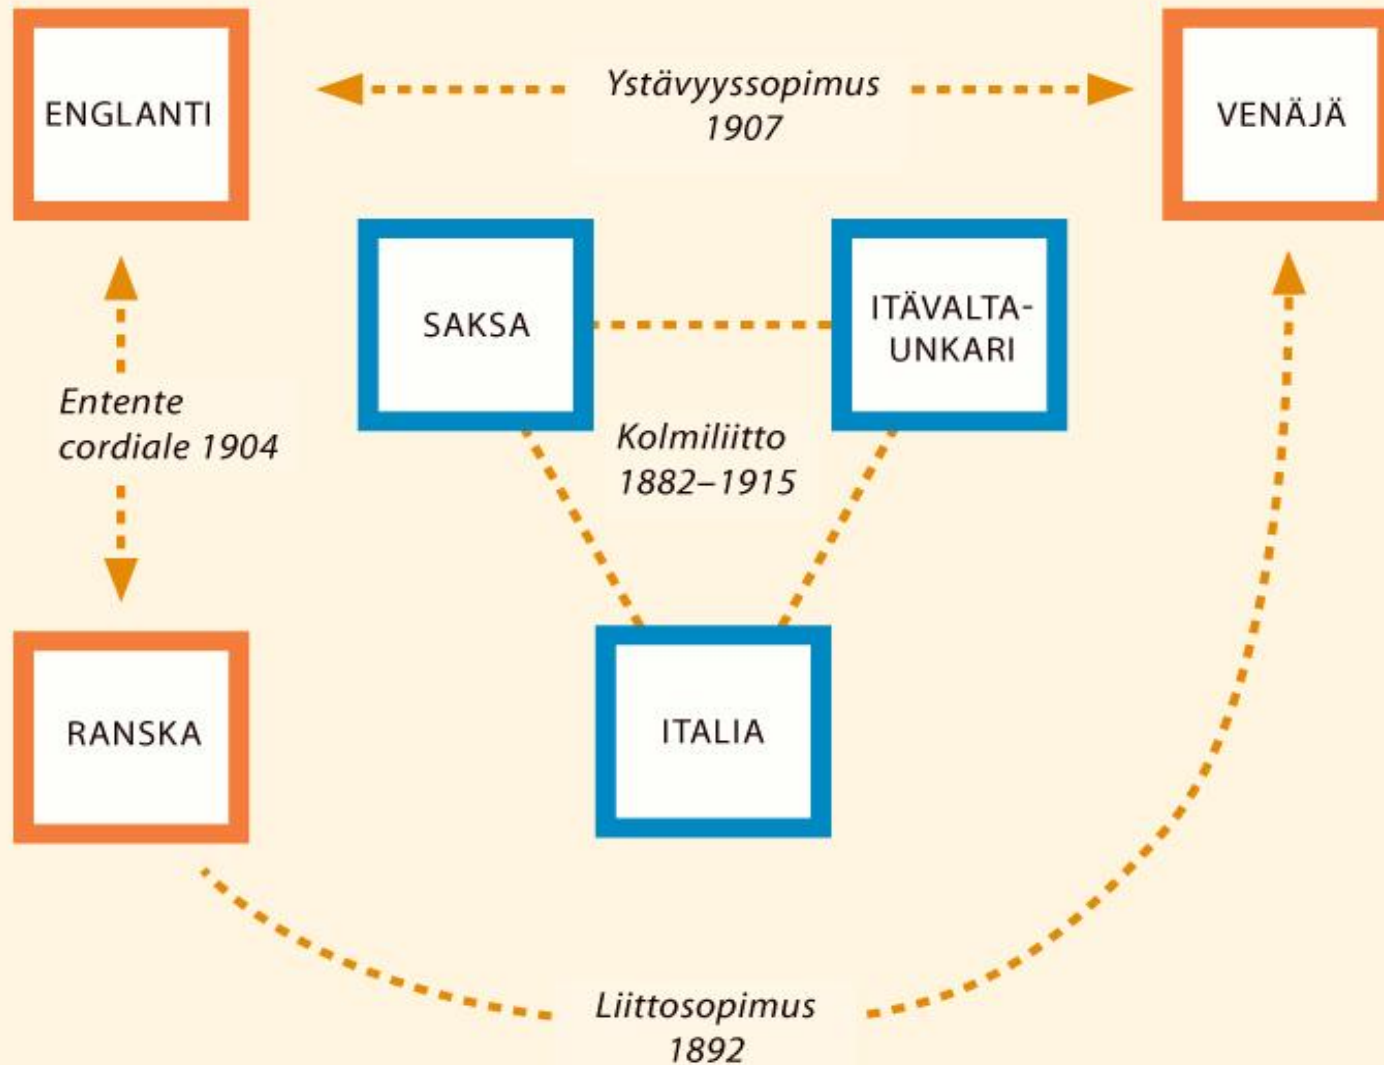 ENGLANTI
Ystävyyssopimus
1907
VENÄJÄ
SAKSA
ITÄVALTA-
UNKARI
Entente
cordiale 1904
Kolmiliitto
1882–1915
RANSKA
ITALIA
Liittosopimus
1892